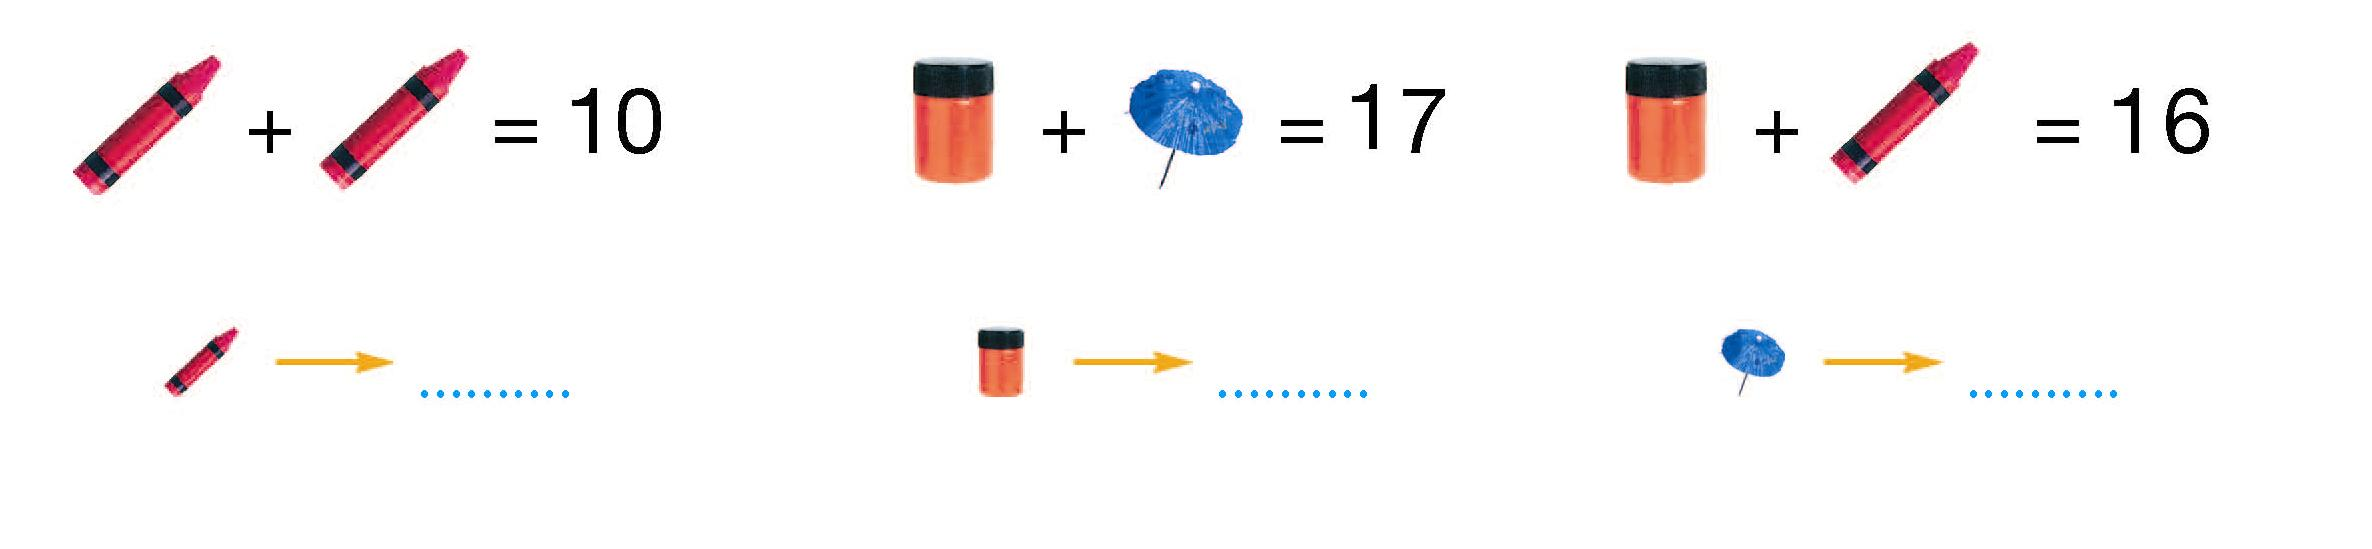 + = 10 + = 17 + = 16
.......... .......... ..........